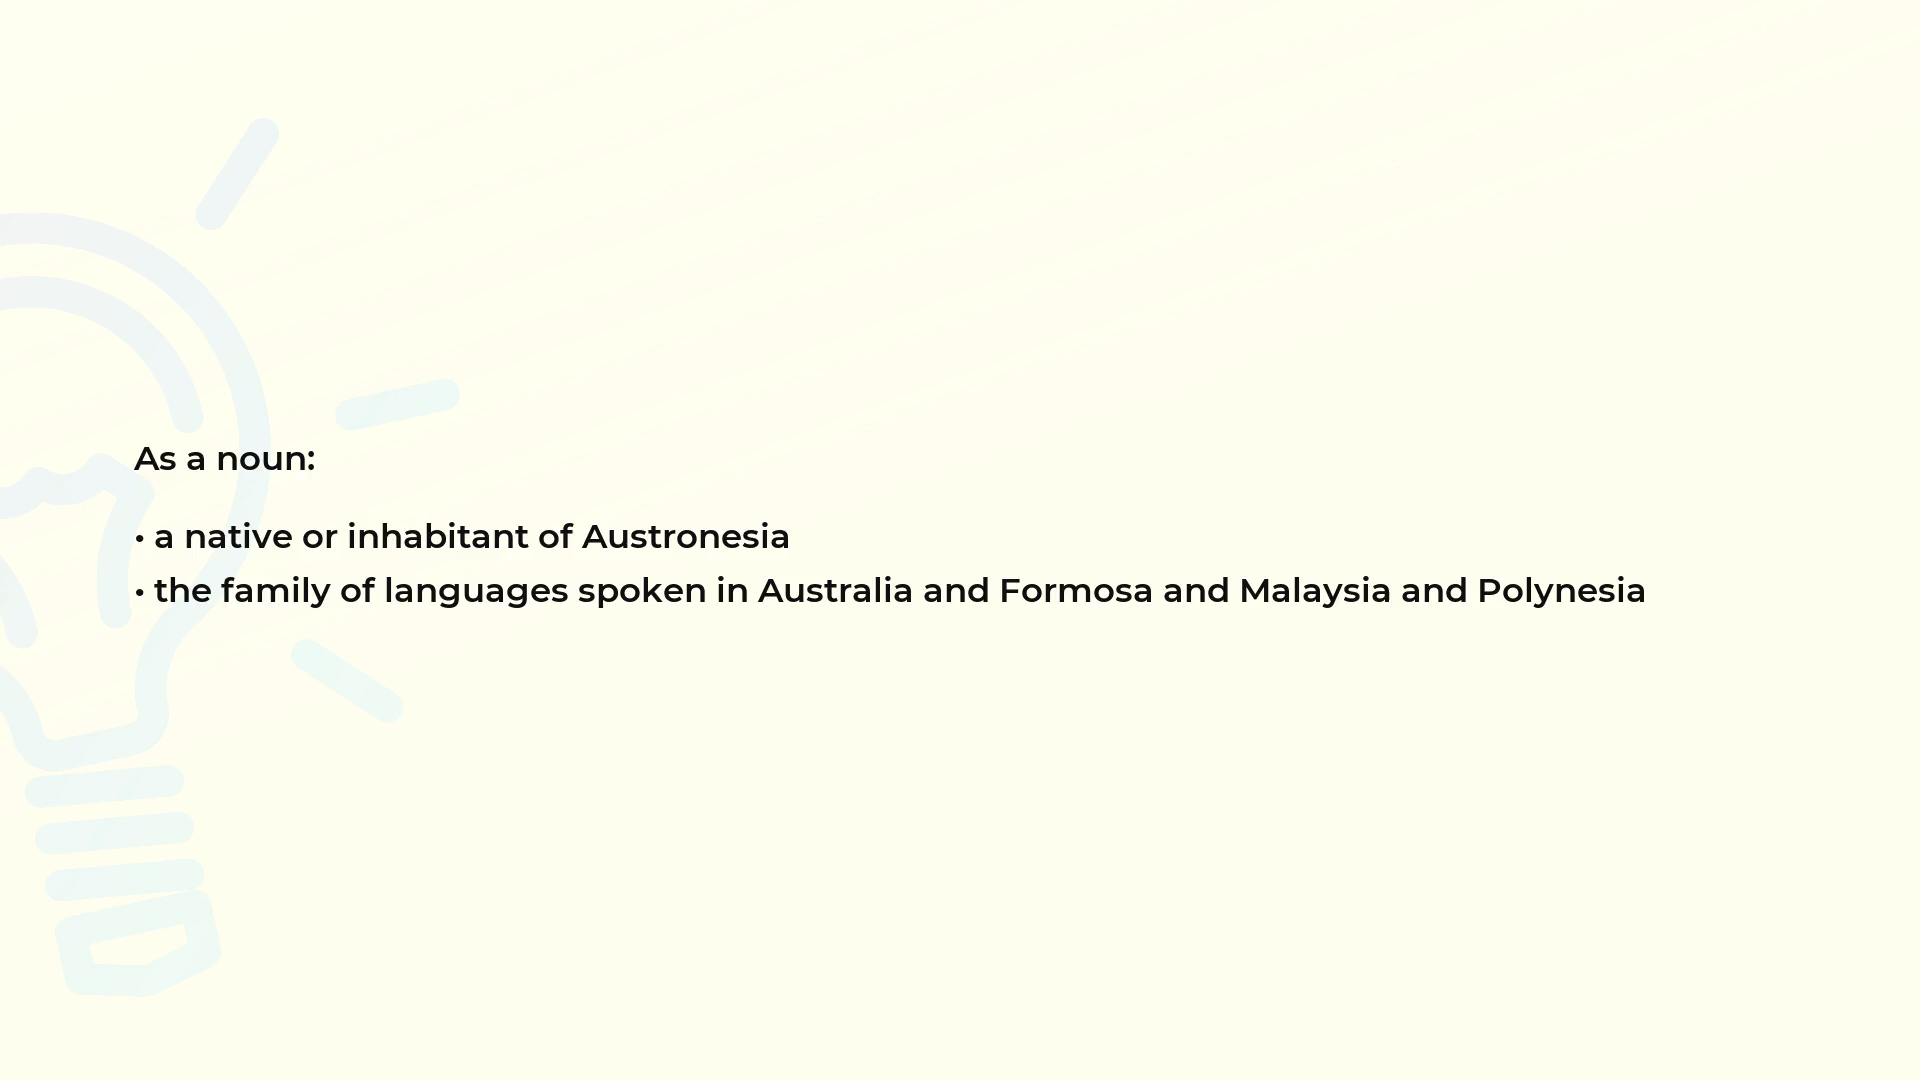 As a noun:
• a native or inhabitant of Austronesia
• the family of languages spoken in Australia and Formosa and Malaysia and Polynesia